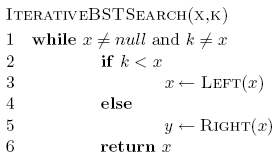 ITERATIVEBSTSEARCH(X,K)
1 while x ≠ null and k ≠ x
2 if k < x
3 x ← LEFT(x)
4 else
5 y ← RIGHT(x)
6 return x